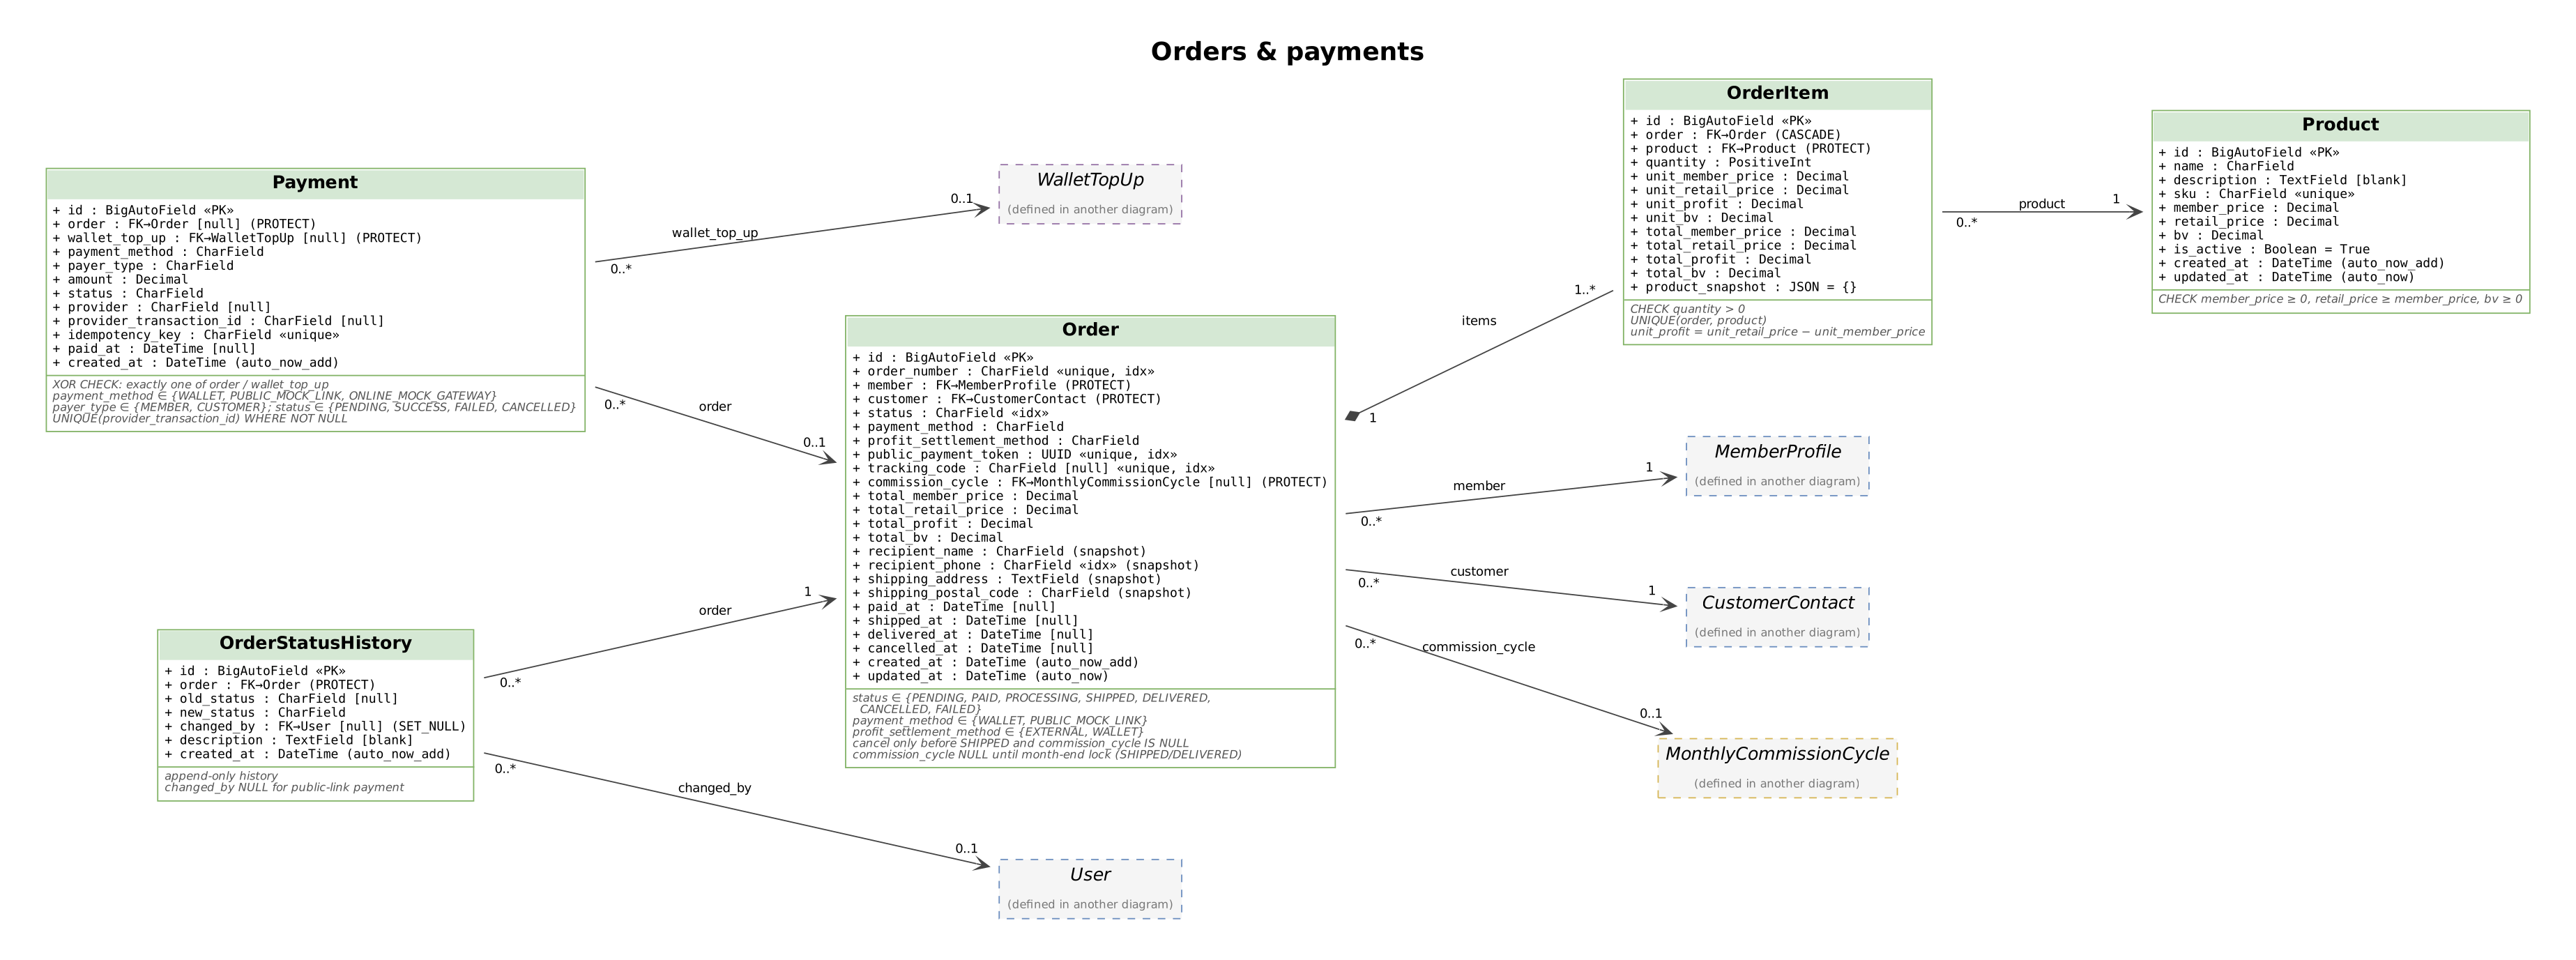 Orders & payments
Payment
+ id : BigAutoField «PK»
+ order : FK→Order [null] (PROTECT)
+ wallet_top_up : FK→WalletTopUp [null] (PROTECT)
+ payment_method : CharField
+ payer_type : CharField
+ amount : Decimal
+ status : CharField
+ provider : CharField [null]
+ provider_transaction_id : CharField [null]
+ idempotency_key : CharField «unique»
+ paid_at : DateTime [null]
+ created_at : DateTime (auto_now_add)
XOR CHECK: exactly one of order / wallet_top_up
payment_method ∈ {WALLET, PUBLIC_MOCK_LINK, ONLINE_MOCK_GATEWAY}
payer_type ∈ {MEMBER, CUSTOMER}; status ∈ {PENDING, SUCCESS, FAILED, CANCELLED}
UNIQUE(provider_transaction_id) WHERE NOT NULL
wallet_top_up
0..*
0..1
WalletTopUp
(defined in another diagram)
order
0..*
0..1
OrderStatusHistory
+ id : BigAutoField «PK»
+ order : FK→Order (PROTECT)
+ old_status : CharField [null]
+ new_status : CharField
+ changed_by : FK→User [null] (SET_NULL)
+ description : TextField [blank]
+ created_at : DateTime (auto_now_add)
append-only history
changed_by NULL for public-link payment
order
0..*
1
changed_by
0..*
0..1
User
(defined in another diagram)
Order
+ id : BigAutoField «PK»
+ order_number : CharField «unique, idx»
+ member : FK→MemberProfile (PROTECT)
+ customer : FK→CustomerContact (PROTECT)
+ status : CharField «idx»
+ payment_method : CharField
+ profit_settlement_method : CharField
+ public_payment_token : UUID «unique, idx»
+ tracking_code : CharField [null] «unique, idx»
+ commission_cycle : FK→MonthlyCommissionCycle [null] (PROTECT)
+ total_member_price : Decimal
+ total_retail_price : Decimal
+ total_profit : Decimal
+ total_bv : Decimal
+ recipient_name : CharField (snapshot)
+ recipient_phone : CharField «idx» (snapshot)
+ shipping_address : TextField (snapshot)
+ shipping_postal_code : CharField (snapshot)
+ paid_at : DateTime [null]
+ shipped_at : DateTime [null]
+ delivered_at : DateTime [null]
+ cancelled_at : DateTime [null]
+ created_at : DateTime (auto_now_add)
+ updated_at : DateTime (auto_now)
status ∈ {PENDING, PAID, PROCESSING, SHIPPED, DELIVERED,
CANCELLED, FAILED}
payment_method ∈ {WALLET, PUBLIC_MOCK_LINK}
profit_settlement_method ∈ {EXTERNAL, WALLET}
cancel only before SHIPPED and commission_cycle IS NULL
commission_cycle NULL until month-end lock (SHIPPED/DELIVERED)
items
1..*
1
OrderItem
+ id : BigAutoField «PK»
+ order : FK→Order (CASCADE)
+ product : FK→Product (PROTECT)
+ quantity : PositiveInt
+ unit_member_price : Decimal
+ unit_retail_price : Decimal
+ unit_profit : Decimal
+ unit_bv : Decimal
+ total_member_price : Decimal
+ total_retail_price : Decimal
+ total_profit : Decimal
+ total_bv : Decimal
+ product_snapshot : JSON = {}
CHECK quantity > 0
UNIQUE(order, product)
unit_profit = unit_retail_price − unit_member_price
product
0..*
1
Product
+ id : BigAutoField «PK»
+ name : CharField
+ description : TextField [blank]
+ sku : CharField «unique»
+ member_price : Decimal
+ retail_price : Decimal
+ bv : Decimal
+ is_active : Boolean = True
+ created_at : DateTime (auto_now_add)
+ updated_at : DateTime (auto_now)
CHECK member_price ≥ 0, retail_price ≥ member_price, bv ≥ 0
member
0..*
1
MemberProfile
(defined in another diagram)
customer
0..*
1
CustomerContact
(defined in another diagram)
commission_cycle
0..*
0..1
MonthlyCommissionCycle
(defined in another diagram)